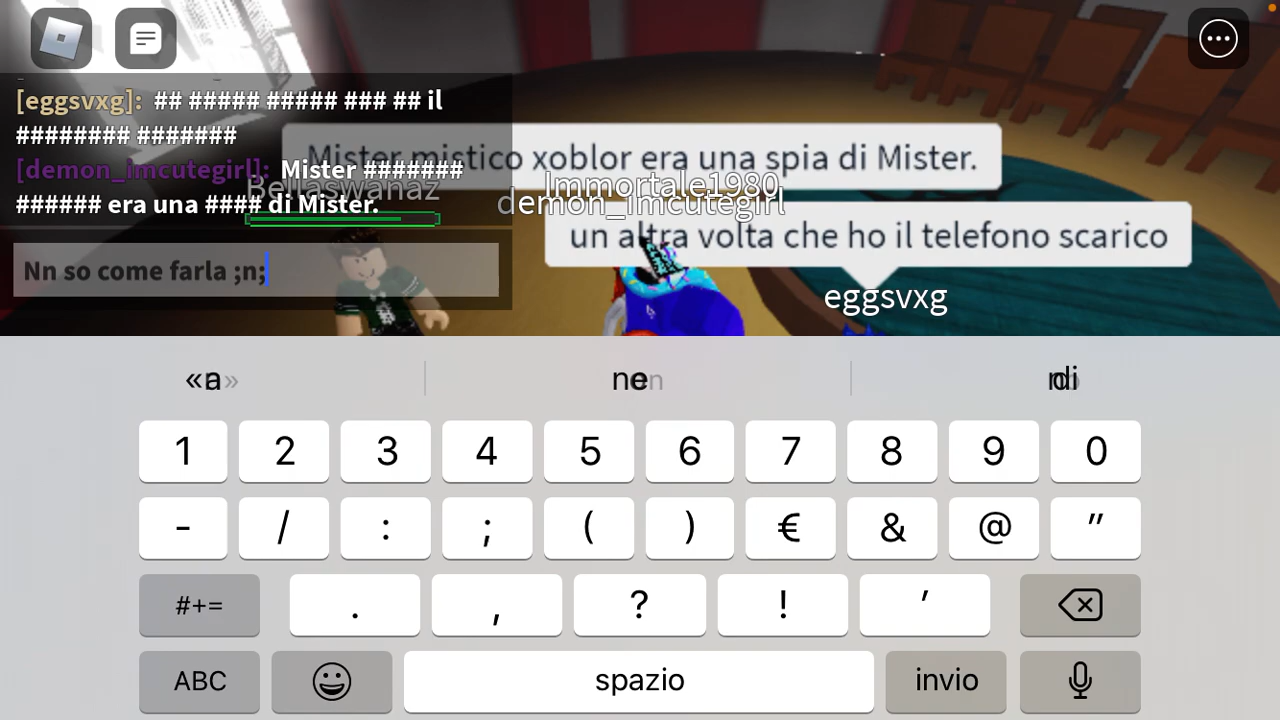 [eggsvxg]: ## ##### ##### ### ## il
######## #######
[demon_imcutegirl]: Mister #######
###### era una #### di Mister.
Mister mistico xoblor era una spia di Mister.
Bellaswanaz
Immortale1980
demon_imcutegirl
un altra volta che ho il telefono scarico
eggsvxg
Nn so come farla ;n;
ne
di
1 2 3 4 5 6 7 8 9 0
- / : ; ( ) € & @ "
#+= . , ? ! '
ABC spazio invio